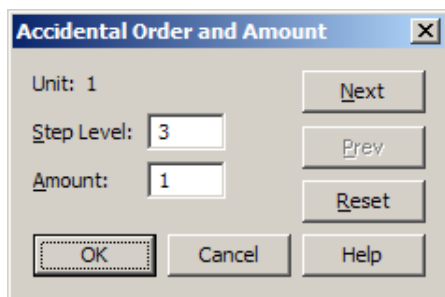 Accidental Order and Amount
Unit: 1
Next
Step Level: 3
Prev
Amount: 1
Reset
OK Cancel Help